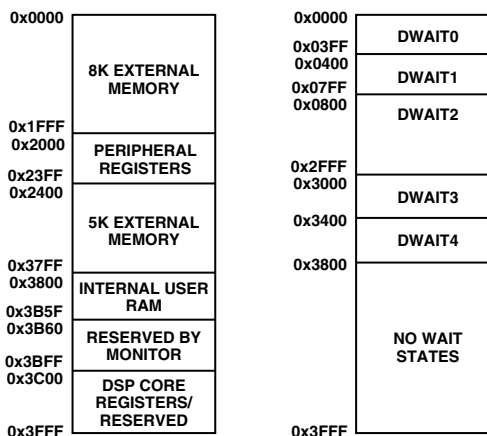 0x0000
8K EXTERNAL
MEMORY
0x1FFF
0x2000
PERIPHERAL
REGISTERS
0x23FF
0x2400
5K EXTERNAL
MEMORY
0x37FF
0x3800
INTERNAL USER
RAM
0x3B5F
0x3B60
RESERVED BY
MONITOR
0x3BFF
0x3C00
DSP CORE
REGISTERS/
RESERVED
0x3FFF
0x0000
DWAIT0
0x03FF
0x0400
DWAIT1
0x07FF
0x0800
DWAIT2
0x2FFF
0x3000
DWAIT3
0x3400
DWAIT4
0x3800
NO WAIT
STATES
0x3FFF